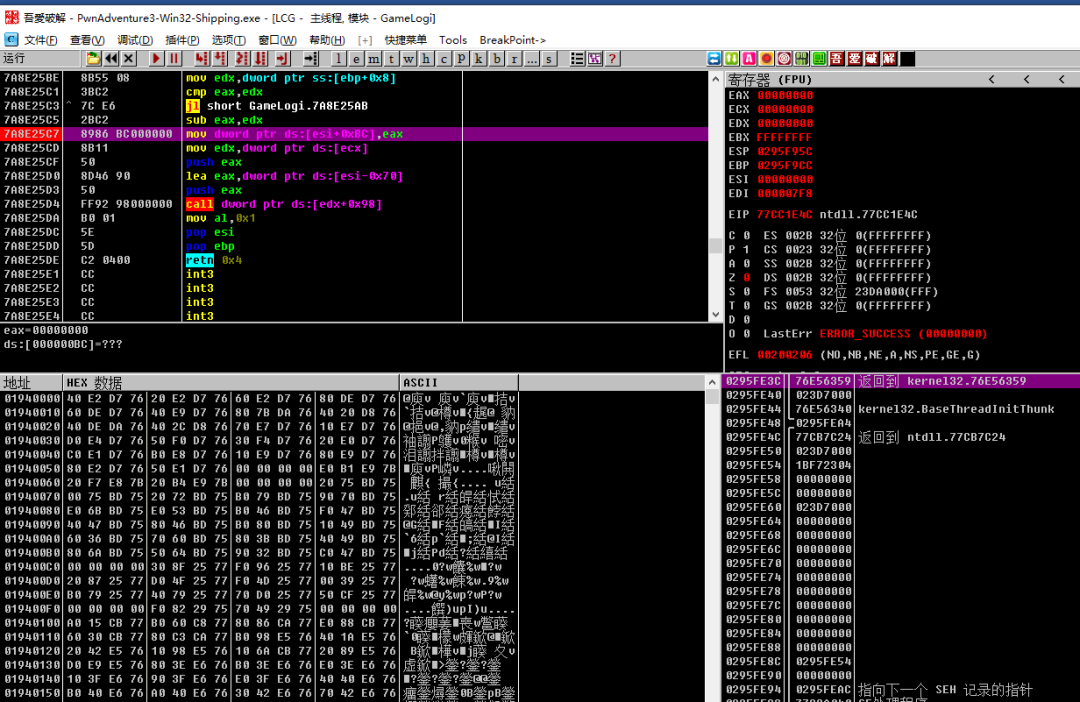 吾爱破解 - PwnAdventure3-Win32-Shipping.exe - [LCG - 主线程, 模块 - GameLogi]
文件(F) 查看(V) 调试(D) 插件(P) 选项(T) 窗口(W) 帮助(H) [+] 快捷菜单 Tools BreakPoint->
运行 l e m t w h c p k b r ... s ? 吾 爱 破 解
7A8E25BE 8B55 08 mov edx,dword ptr ss:[ebp+0x8]
7A8E25C1 3BC2 cmp eax,edx
7A8E25C3 ^ 7C E6 jl short GameLogi.7A8E25AB
7A8E25C5 2BC2 sub eax,edx
7A8E25C7 8986 BC000000 mov dword ptr ds:[esi+0xBC],eax
7A8E25CD 8B11 mov edx,dword ptr ds:[ecx]
7A8E25CF 50 push eax
7A8E25D0 8D46 90 lea eax,dword ptr ds:[esi-0x70]
7A8E25D3 50 push eax
7A8E25D4 FF92 98000000 call dword ptr ds:[edx+0x98]
7A8E25DA B0 01 mov al,0x1
7A8E25DC 5E pop esi
7A8E25DD 5D pop ebp
7A8E25DE C2 0400 retn 0x4
7A8E25E1 CC int3
7A8E25E2 CC int3
7A8E25E3 CC int3
7A8E25E4 CC int3
eax=00000000
ds:[000000BC]=???
寄存器 (FPU) < < <
EAX 00000000
ECX 00000000
EDX 00000000
EBX FFFFFFFF
ESP 0295F95C
EBP 0295F9CC
ESI 00000000
EDI 000007F8
EIP 77CC1E4C ntdll.77CC1E4C
C 0 ES 002B 32位 0(FFFFFFFF)
P 1 CS 0023 32位 0(FFFFFFFF)
A 0 SS 002B 32位 0(FFFFFFFF)
Z 0 DS 002B 32位 0(FFFFFFFF)
S 0 FS 0053 32位 23DA000(FFF)
T 0 GS 002B 32位 0(FFFFFFFF)
D 0
O 0 LastErr ERROR_SUCCESS (00000000)
EFL 00200206 (NO,NB,NE,A,NS,PE,GE,G)
地址 HEX 数据 ASCII
01940000 40 E2 D7 76 20 E2 D7 76 60 E2 D7 76 80 DE D7 76
01940010 60 DE D7 76 40 E9 D7 76 80 7B DA 76 40 20 D8 76
01940020 40 DE DA 76 40 2C D8 76 70 E7 D7 76 10 E7 D7 76
01940030 D0 E4 D7 76 50 F0 D7 76 30 F4 D7 76 20 E0 D7 76
01940040 C0 E1 D7 76 B0 E8 D7 76 10 E9 D7 76 80 E9 D7 76
01940050 80 E2 D7 76 50 E1 D7 76 00 00 00 00 E0 B1 E9 7B
01940060 20 F7 E8 7B 20 B4 E9 7B 00 00 00 00 20 75 BD 75
01940070 00 75 BD 75 20 72 BD 75 B0 79 BD 75 90 70 BD 75
01940080 E0 6B BD 75 E0 53 BD 75 B0 46 BD 75 F0 47 BD 75
01940090 40 47 BD 75 80 46 BD 75 B0 80 BD 75 10 49 BD 75
019400A0 60 36 BD 75 70 60 BD 75 80 3B BD 75 40 49 BD 75
019400B0 80 6A BD 75 50 64 BD 75 90 32 BD 75 C0 47 BD 75
019400C0 00 00 00 00 30 8F 25 77 F0 96 25 77 10 BE 25 77
019400D0 20 87 25 77 D0 4F 25 77 F0 4D 25 77 00 39 25 77
019400E0 B0 79 25 77 40 79 25 77 70 D0 25 77 50 CF 25 77
019400F0 00 00 00 00 F0 82 29 75 70 49 29 75 00 00 00 00
01940100 A0 15 CB 77 B0 60 C8 77 80 86 CA 77 E0 88 CB 77
01940110 60 30 CB 77 80 C3 CA 77 B0 98 E5 76 40 1A E5 76
01940120 20 42 E5 76 10 98 E5 76 10 6A CB 77 20 89 E5 76
01940130 D0 E9 E5 76 80 3E E6 76 B0 3E E6 76 E0 3E E6 76
01940140 10 3F E6 76 90 3F E6 76 E0 3F E6 76 40 40 E6 76
01940150 B0 40 E6 76 A0 40 E6 76 30 42 E6 76 70 42 E6 76
0295FE3C 76E56359 返回到 kernel32.76E56359
0295FE40 023D7000
0295FE44 76E56340 kernel32.BaseThreadInitThunk
0295FE48 0295FEA4
0295FE4C 77CB7C24 返回到 ntdll.77CB7C24
0295FE50 023D7000
0295FE54 1BF72304
0295FE58 00000000
0295FE5C 00000000
0295FE60 023D7000
0295FE64 00000000
0295FE68 00000000
0295FE6C 00000000
0295FE70 00000000
0295FE74 00000000
0295FE78 00000000
0295FE7C 00000000
0295FE80 00000000
0295FE84 00000000
0295FE88 00000000
0295FE8C 0295FE54
0295FE90 00000000
0295FE94 0295FEAC 指向下一个 SEH 记录的指针